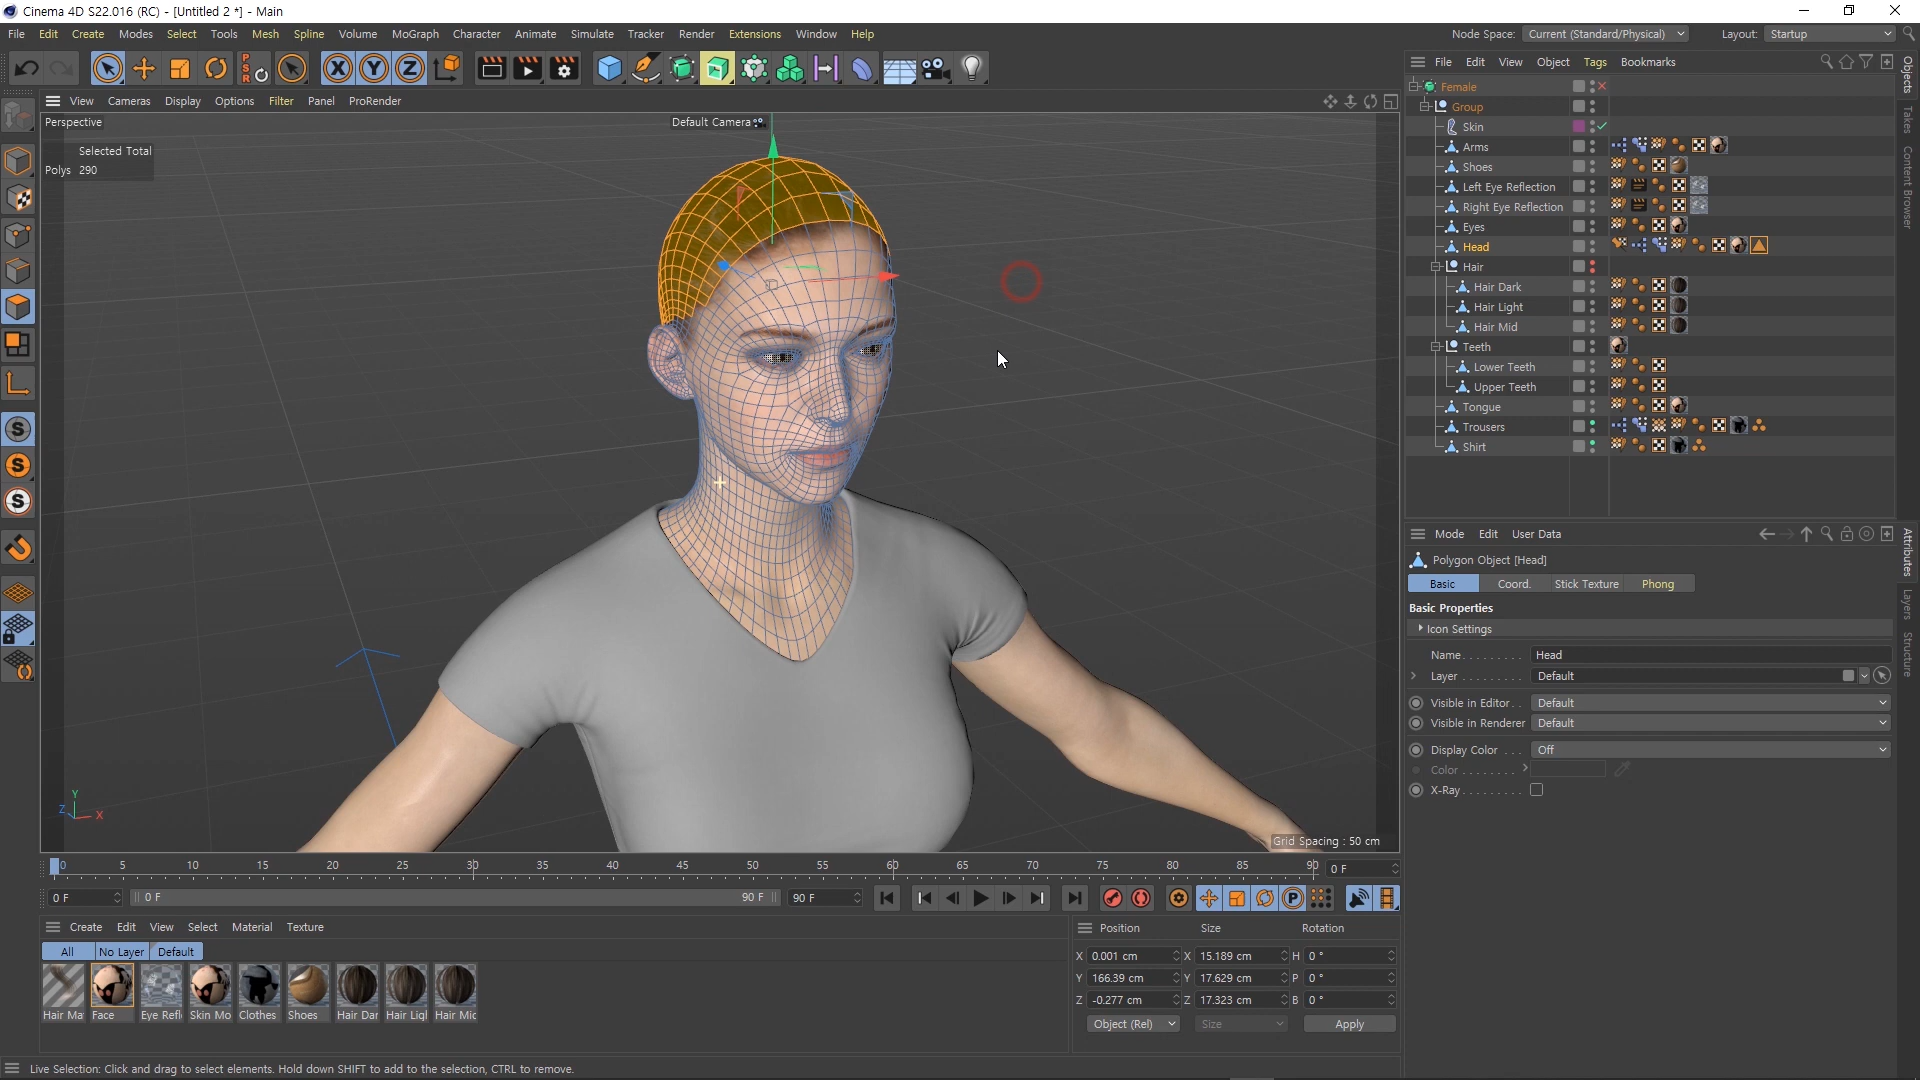 Cinema 4D S22.016 (RC) - [Untitled 2 *] - Main
File Edit Create Modes Select Tools Mesh Spline Volume MoGraph Character Animate Simulate Tracker Render Extensions Window Help
Node Space: Current (Standard/Physical) Layout: Startup
View Cameras Display Options Filter Panel ProRender
Perspective
Default Camera
Selected Total
Polys 290
Grid Spacing : 50 cm
Y
Z
X
File Edit View Object Tags Bookmarks
Female
Group
Skin
Arms
Shoes
Left Eye Reflection
Right Eye Reflection
Eyes
Head
Hair
Hair Dark
Hair Light
Hair Mid
Teeth
Lower Teeth
Upper Teeth
Tongue
Trousers
Shirt
Objects
Takes
Content Browser
Attributes
Layers
Structure
Mode Edit User Data
Polygon Object [Head]
Basic Coord. Stick Texture Phong
Basic Properties
Icon Settings
Name Head
Layer Default
Visible in Editor Default
Visible in Renderer Default
Display Color Off
Color
X-Ray
0 5 10 15 20 25 30 35 40 45 50 55 60 65 70 75 80 85 90 0 F
0 F 0 F 90 F 90 F
Create Edit View Select Material Texture
All No Layer Default
Hair Ma Face Eye Refl Skin Mo Clothes Shoes Hair Dar Hair Ligl Hair Mic
Position Size Rotation
X 0.001 cm X 15.189 cm H 0 °
Y 166.39 cm Y 17.629 cm P 0 °
Z -0.277 cm Z 17.323 cm B 0 °
Object (Rel) Size Apply
Live Selection: Click and drag to select elements. Hold down SHIFT to add to the selection, CTRL to remove.